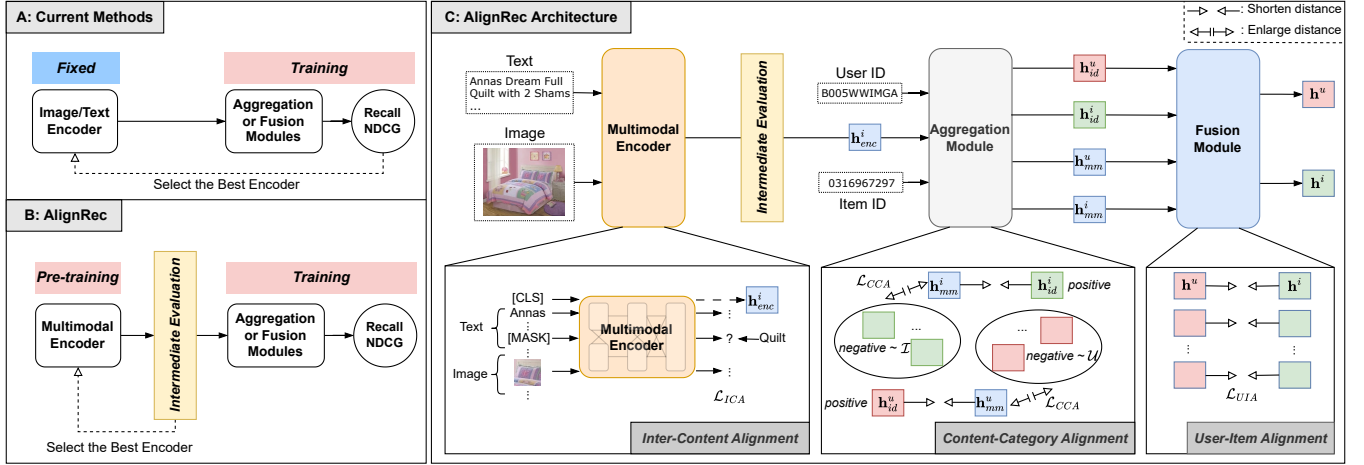 A: Current Methods
Fixed
Training
Image/Text
Encoder
Aggregation
or Fusion
Modules
Recall
NDCG
Select the Best Encoder
B: AlignRec
Pre-training
Training
Multimodal
Encoder
Intermediate Evaluation
Aggregation
or Fusion
Modules
Recall
NDCG
Select the Best Encoder
C: AlignRec Architecture
: Shorten distance
: Enlarge distance
Text
Annas Dream Full
Quilt with 2 Shams
...
Image
Multimodal
Encoder
Intermediate Evaluation
h^i_enc
User ID
B005WWIMGA
0316967297
Item ID
Aggregation
Module
h^u_id
h^i_id
h^u_mm
h^i_mm
Fusion
Module
h^u
h^i
[CLS]
Annas
Text
[MASK]
Image
Multimodal
Encoder
h^i_enc
?
Quilt
L_ICA
Inter-Content Alignment
L_CCA
h^i_mm
h^i_id
positive
...
negative ~ I
...
negative ~ U
positive
h^u_id
h^u_mm
L_CCA
Content-Category Alignment
h^u
h^i
L_UIA
User-Item Alignment